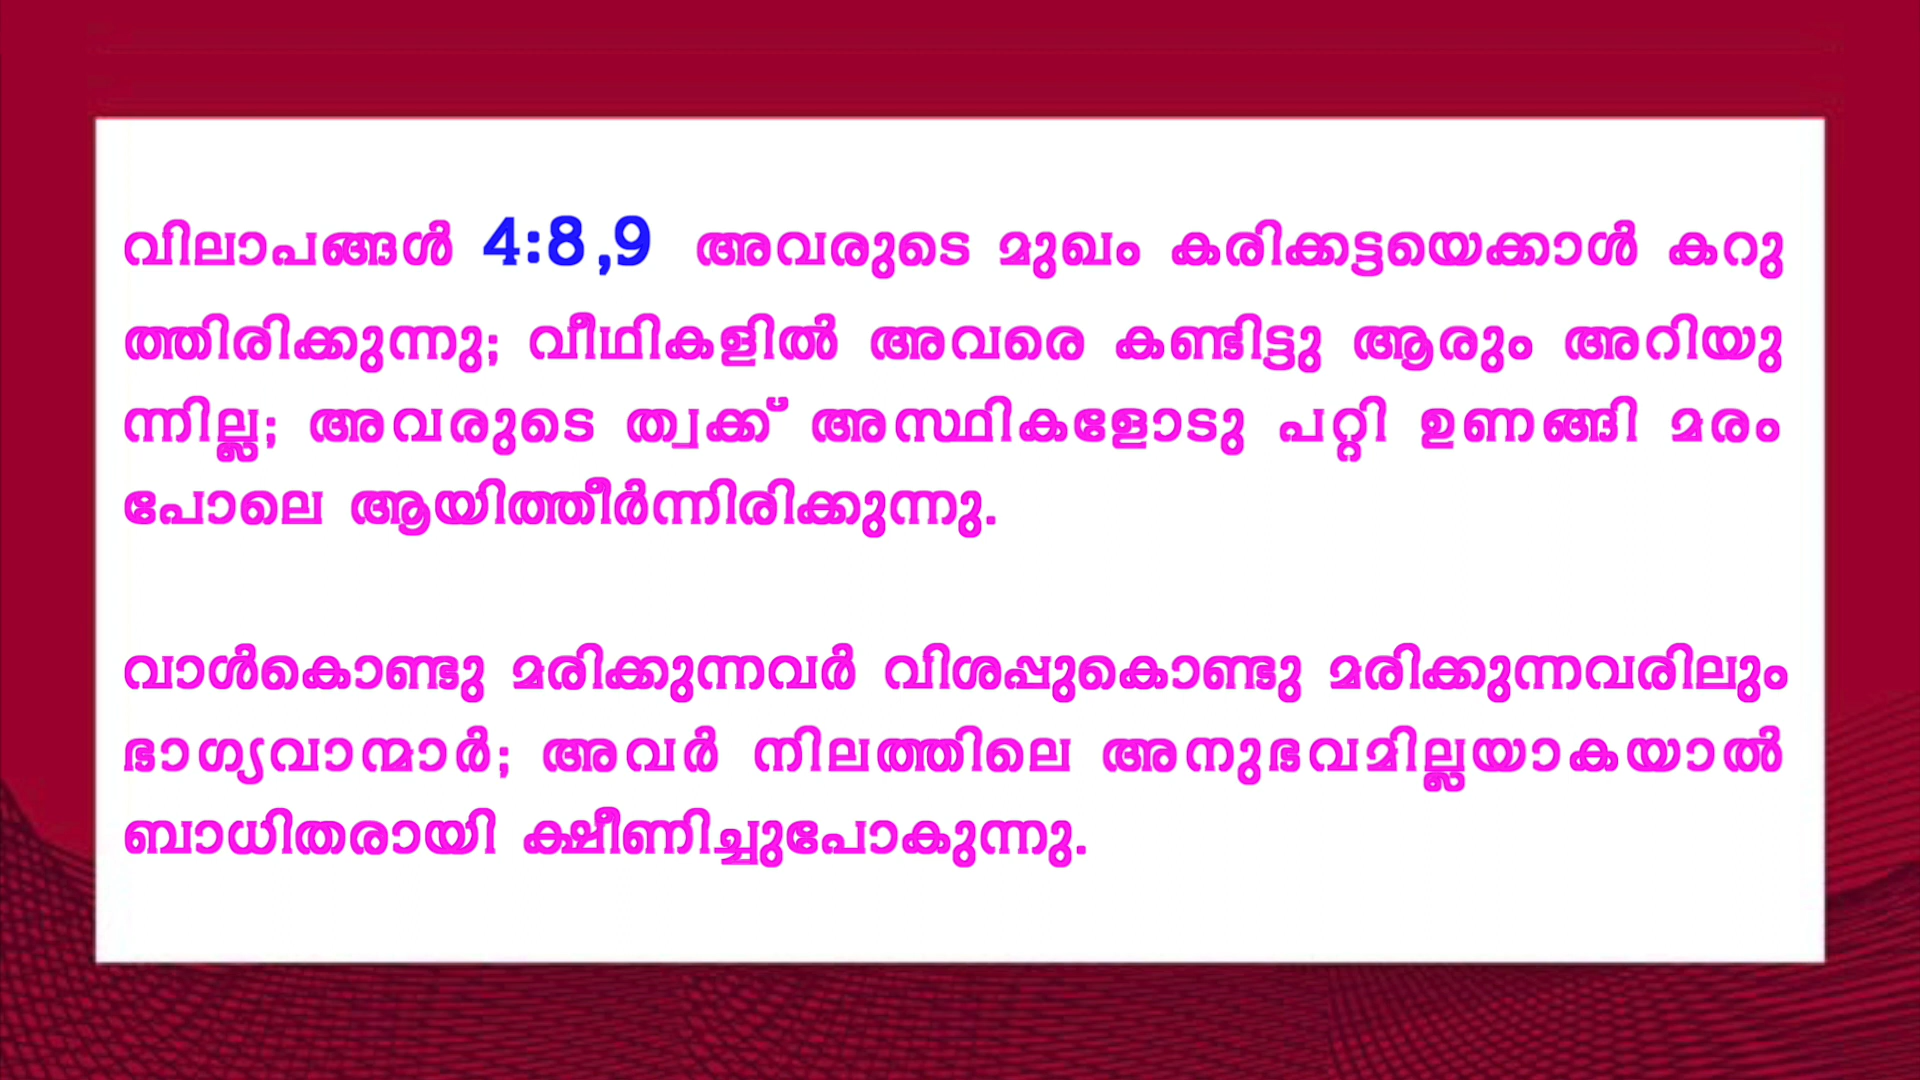 വിലാപങ്ങൾ 4:8,9 അവരുടെ മുഖം കരിക്കട്ടയെക്കാൾ കറു
ത്തിരിക്കുന്നു; വീഥികളിൽ അവരെ കണ്ടിട്ടു ആരും അറിയു
ന്നില്ല; അവരുടെ ത്വക്ക് അസ്ഥികളോടു പറ്റി ഉണങ്ങി മരം
പോലെ ആയിത്തീർന്നിരിക്കുന്നു.
വാൾകൊണ്ടു മരിക്കുന്നവർ വിശപ്പുകൊണ്ടു മരിക്കുന്നവരിലും
ഭാഗ്യവാന്മാർ; അവർ നിലത്തിലെ അനുഭവമില്ലയാകയാൽ
ബാധിതരായി ക്ഷീണിച്ചുപോകുന്നു.